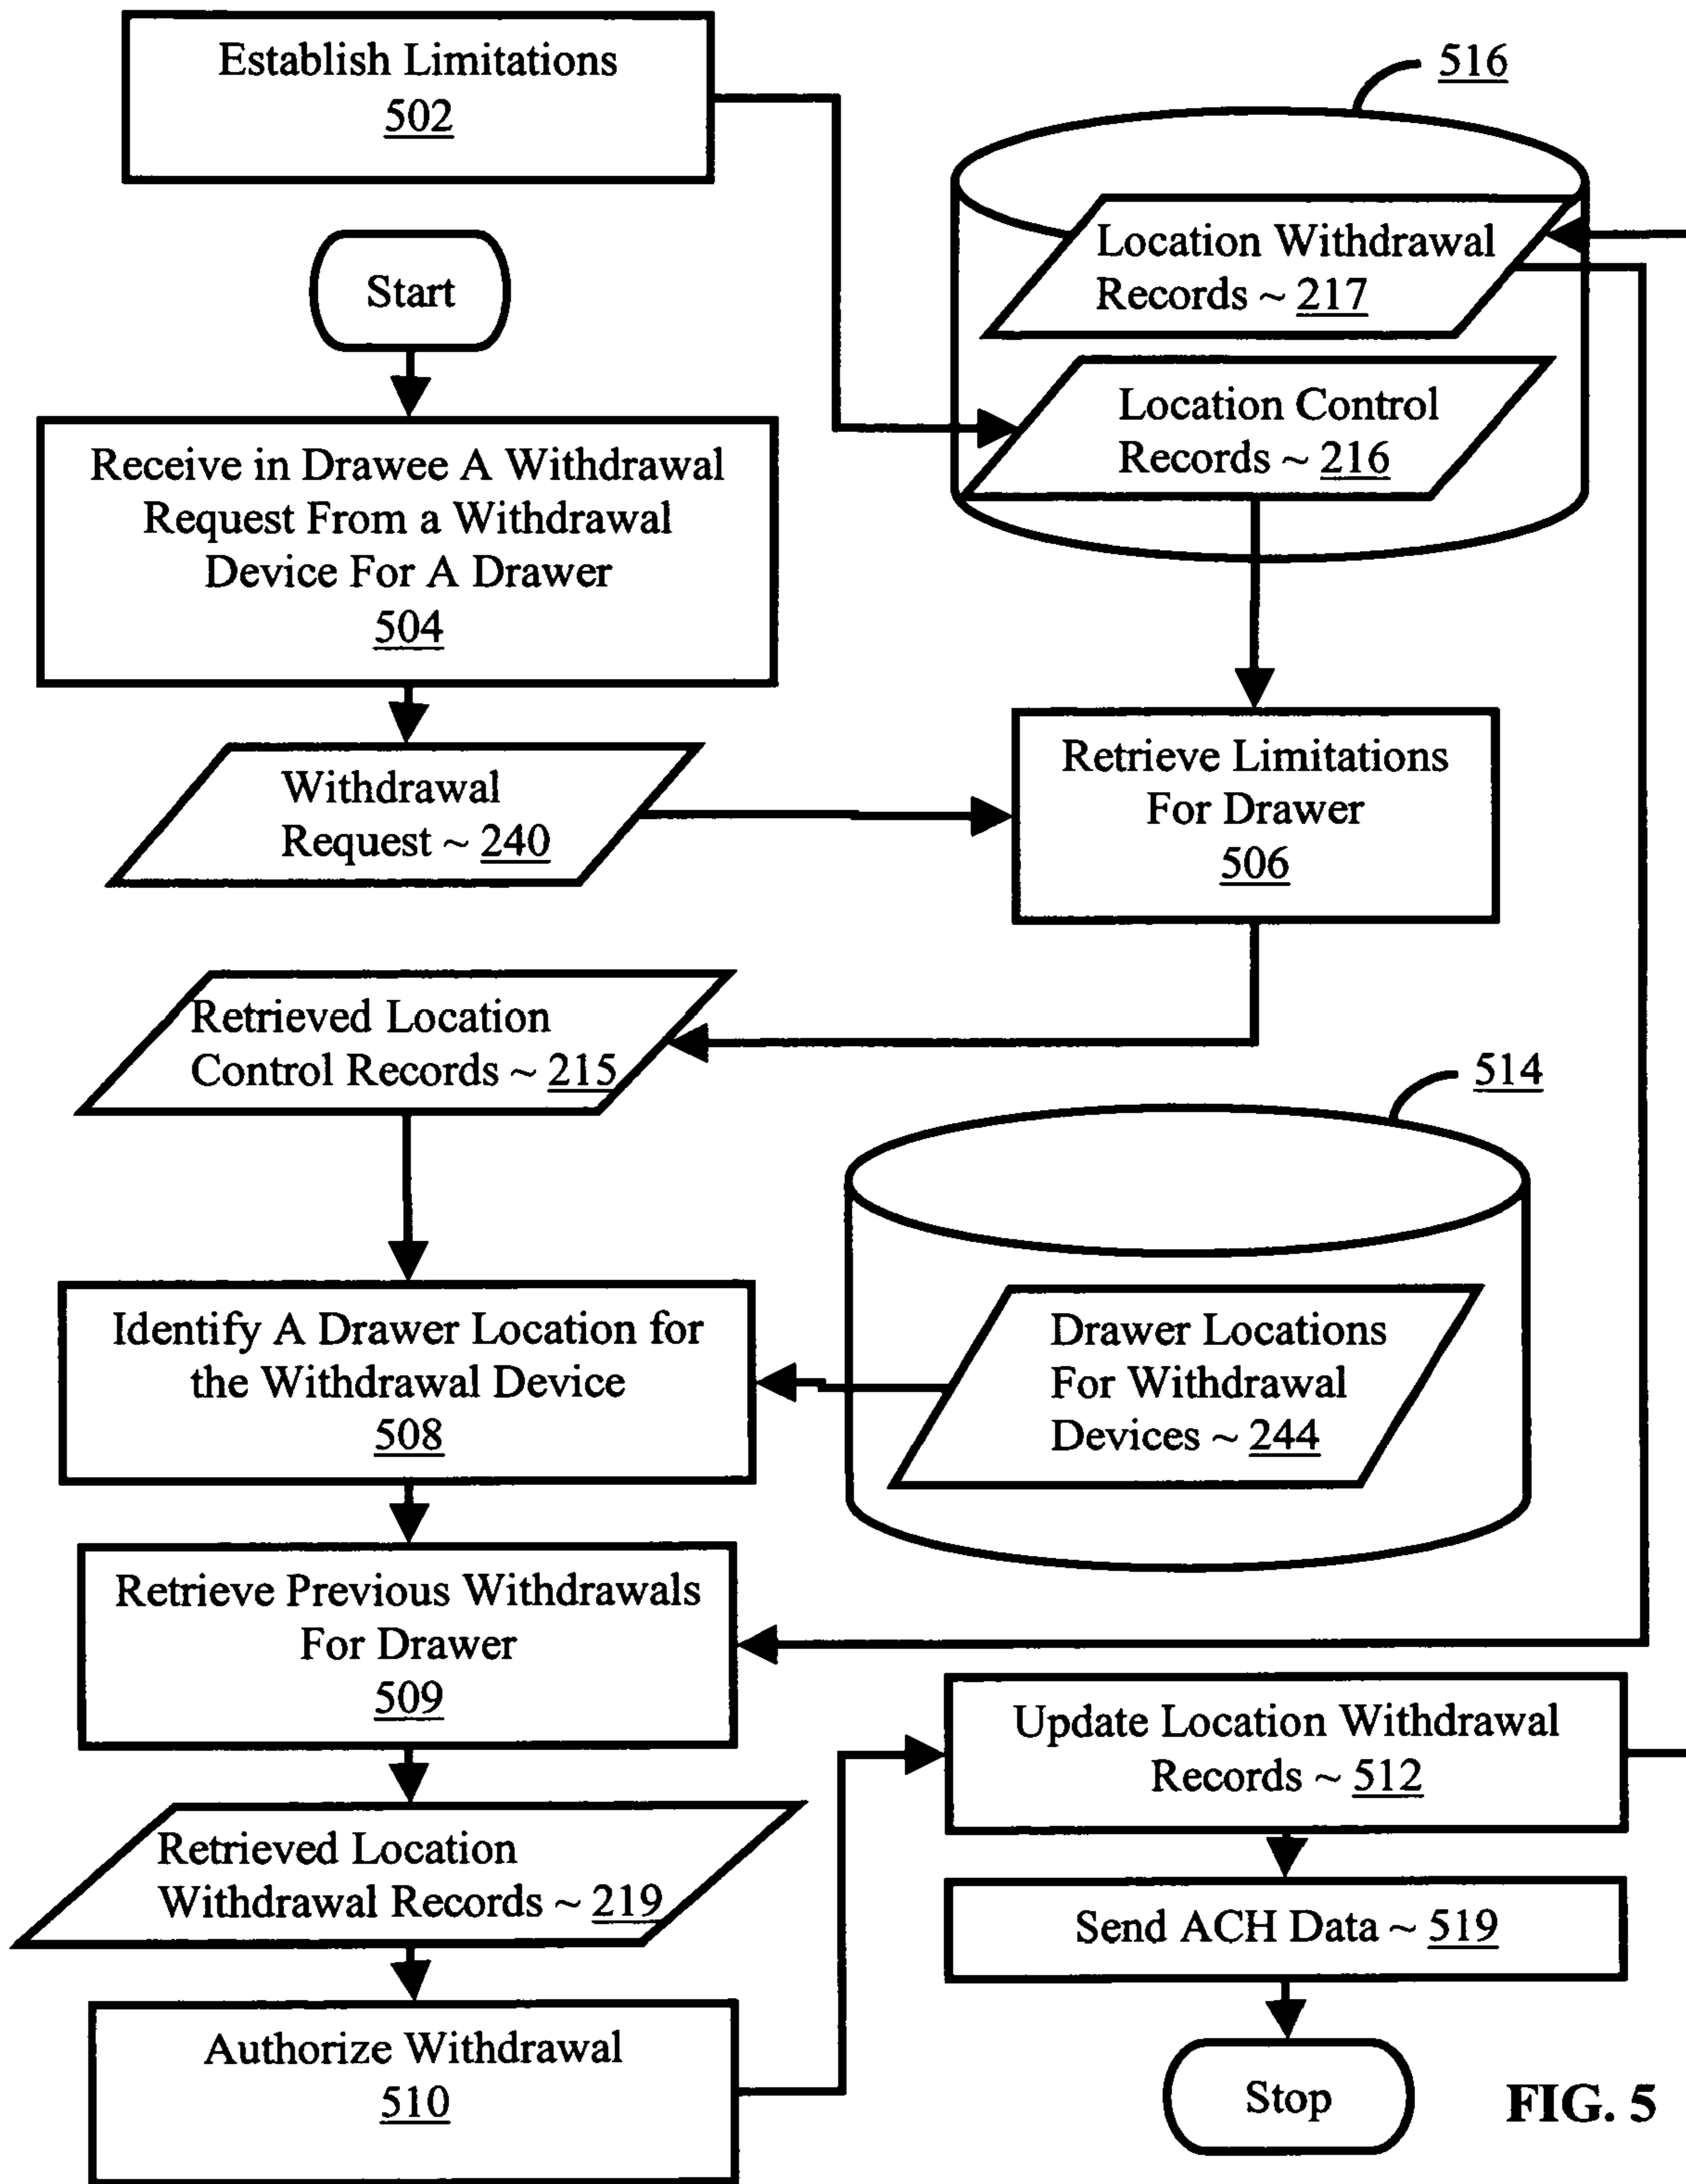 Establish Limitations
502
516
Location Withdrawal
Records ~ 217
Start
Location Control
Records ~ 216
Receive in Drawee A Withdrawal
Request From a Withdrawal
Device For A Drawer
504
Retrieve Limitations
For Drawer
506
Withdrawal
Request ~ 240
Retrieved Location
Control Records ~ 215
514
Identify A Drawer Location for
the Withdrawal Device
508
Drawer Locations
For Withdrawal
Devices ~ 244
Retrieve Previous Withdrawals
For Drawer
509
Update Location Withdrawal
Records ~ 512
Retrieved Location
Withdrawal Records ~ 219
Send ACH Data ~ 519
Authorize Withdrawal
510
Stop
FIG. 5